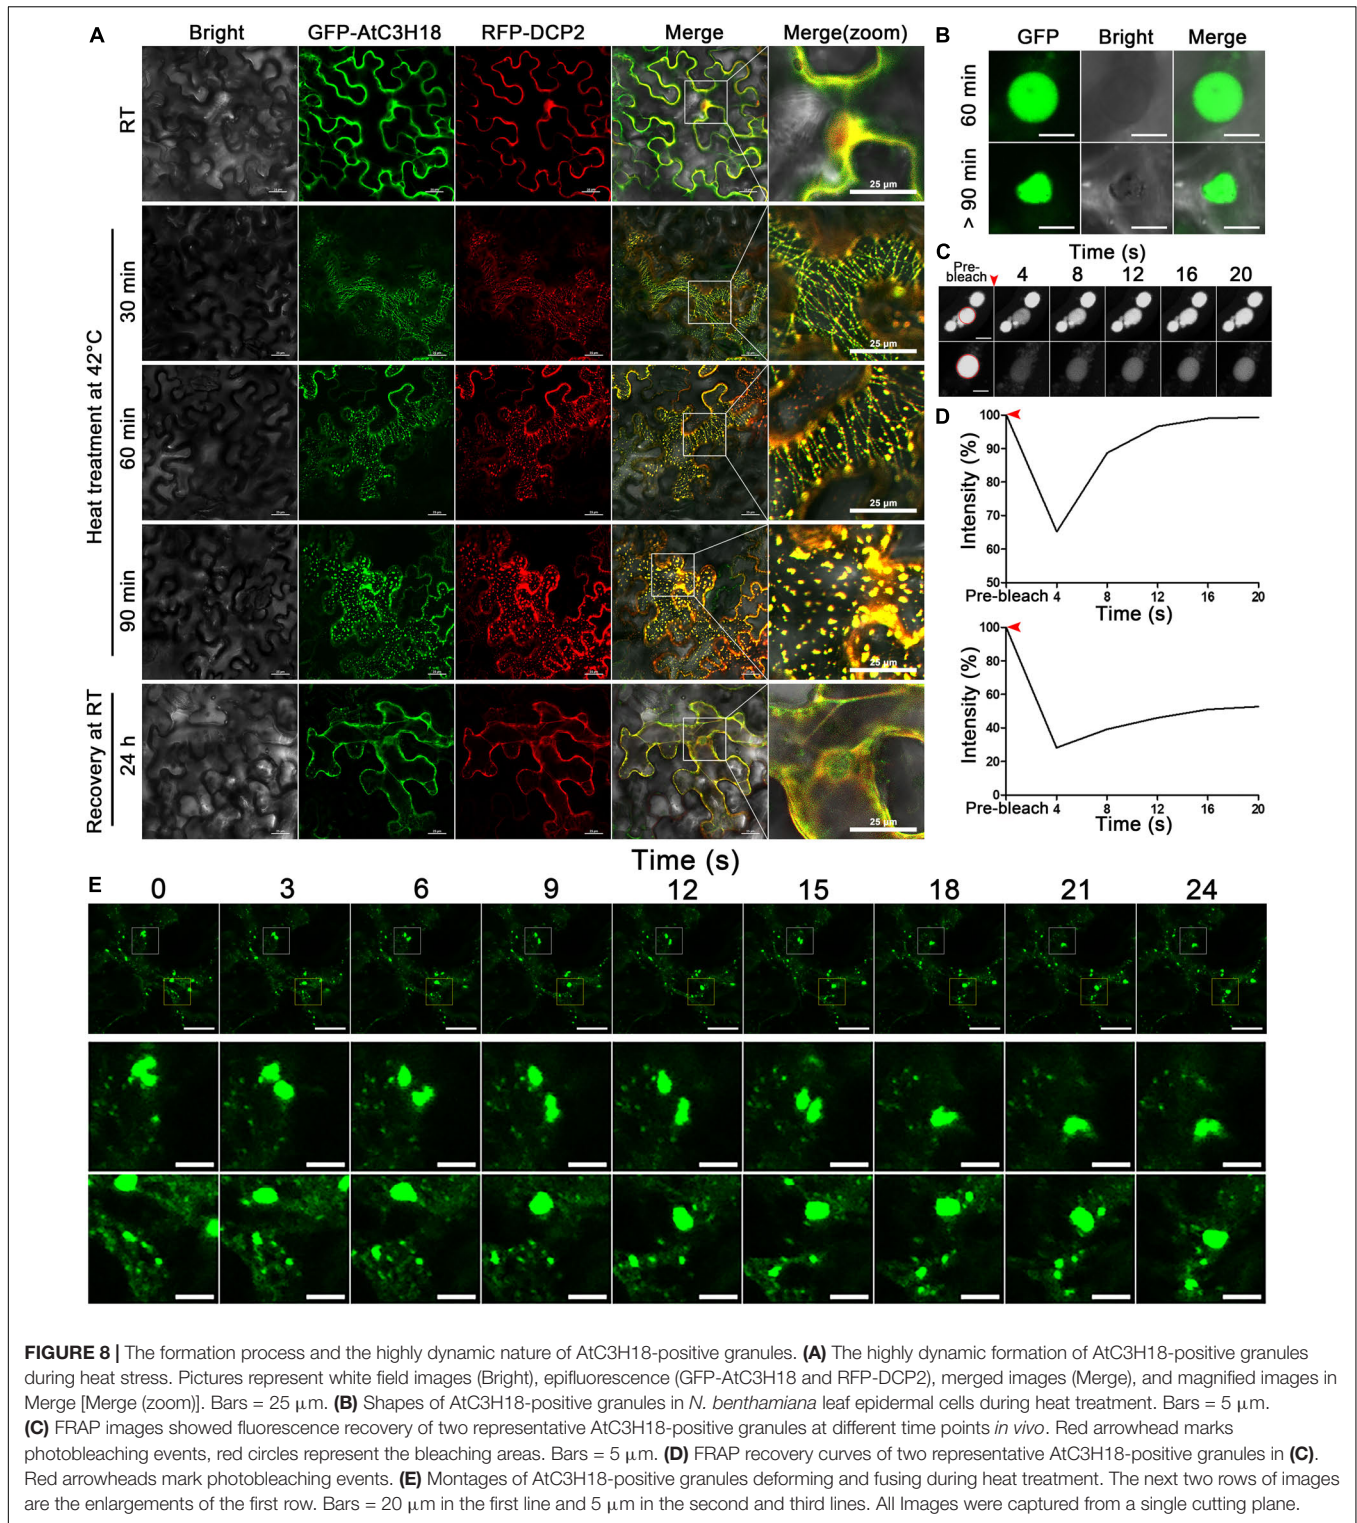 A
Bright GFP-AtC3H18 RFP-DCP2 Merge Merge(zoom)
RT
25 µm
Heat treatment at 42°C
30 min
25 µm
60 min
25 µm
90 min
25 µm
Recovery at RT
24 h
25 µm
B
GFP Bright Merge
60 min
> 90 min
C
Time (s)
Pre-
bleach 4 8 12 16 20
D
Intensity (%)
100
90
80
70
60
50
Pre-bleach 4 8 12 16 20
Time (s)
Intensity (%)
100
80
60
40
20
0
Pre-bleach 4 8 12 16 20
Time (s)
Time (s)
E
0 3 6 9 12 15 18 21 24
FIGURE 8 | The formation process and the highly dynamic nature of AtC3H18-positive granules. (A) The highly dynamic formation of AtC3H18-positive granules
during heat stress. Pictures represent white field images (Bright), epifluorescence (GFP-AtC3H18 and RFP-DCP2), merged images (Merge), and magnified images in
Merge [Merge (zoom)]. Bars = 25 µm. (B) Shapes of AtC3H18-positive granules in N. benthamiana leaf epidermal cells during heat treatment. Bars = 5 µm.
(C) FRAP images showed fluorescence recovery of two representative AtC3H18-positive granules at different time points in vivo. Red arrowhead marks
photobleaching events, red circles represent the bleaching areas. Bars = 5 µm. (D) FRAP recovery curves of two representative AtC3H18-positive granules in (C).
Red arrowheads mark photobleaching events. (E) Montages of AtC3H18-positive granules deforming and fusing during heat treatment. The next two rows of images
are the enlargements of the first row. Bars = 20 µm in the first line and 5 µm in the second and third lines. All Images were captured from a single cutting plane.